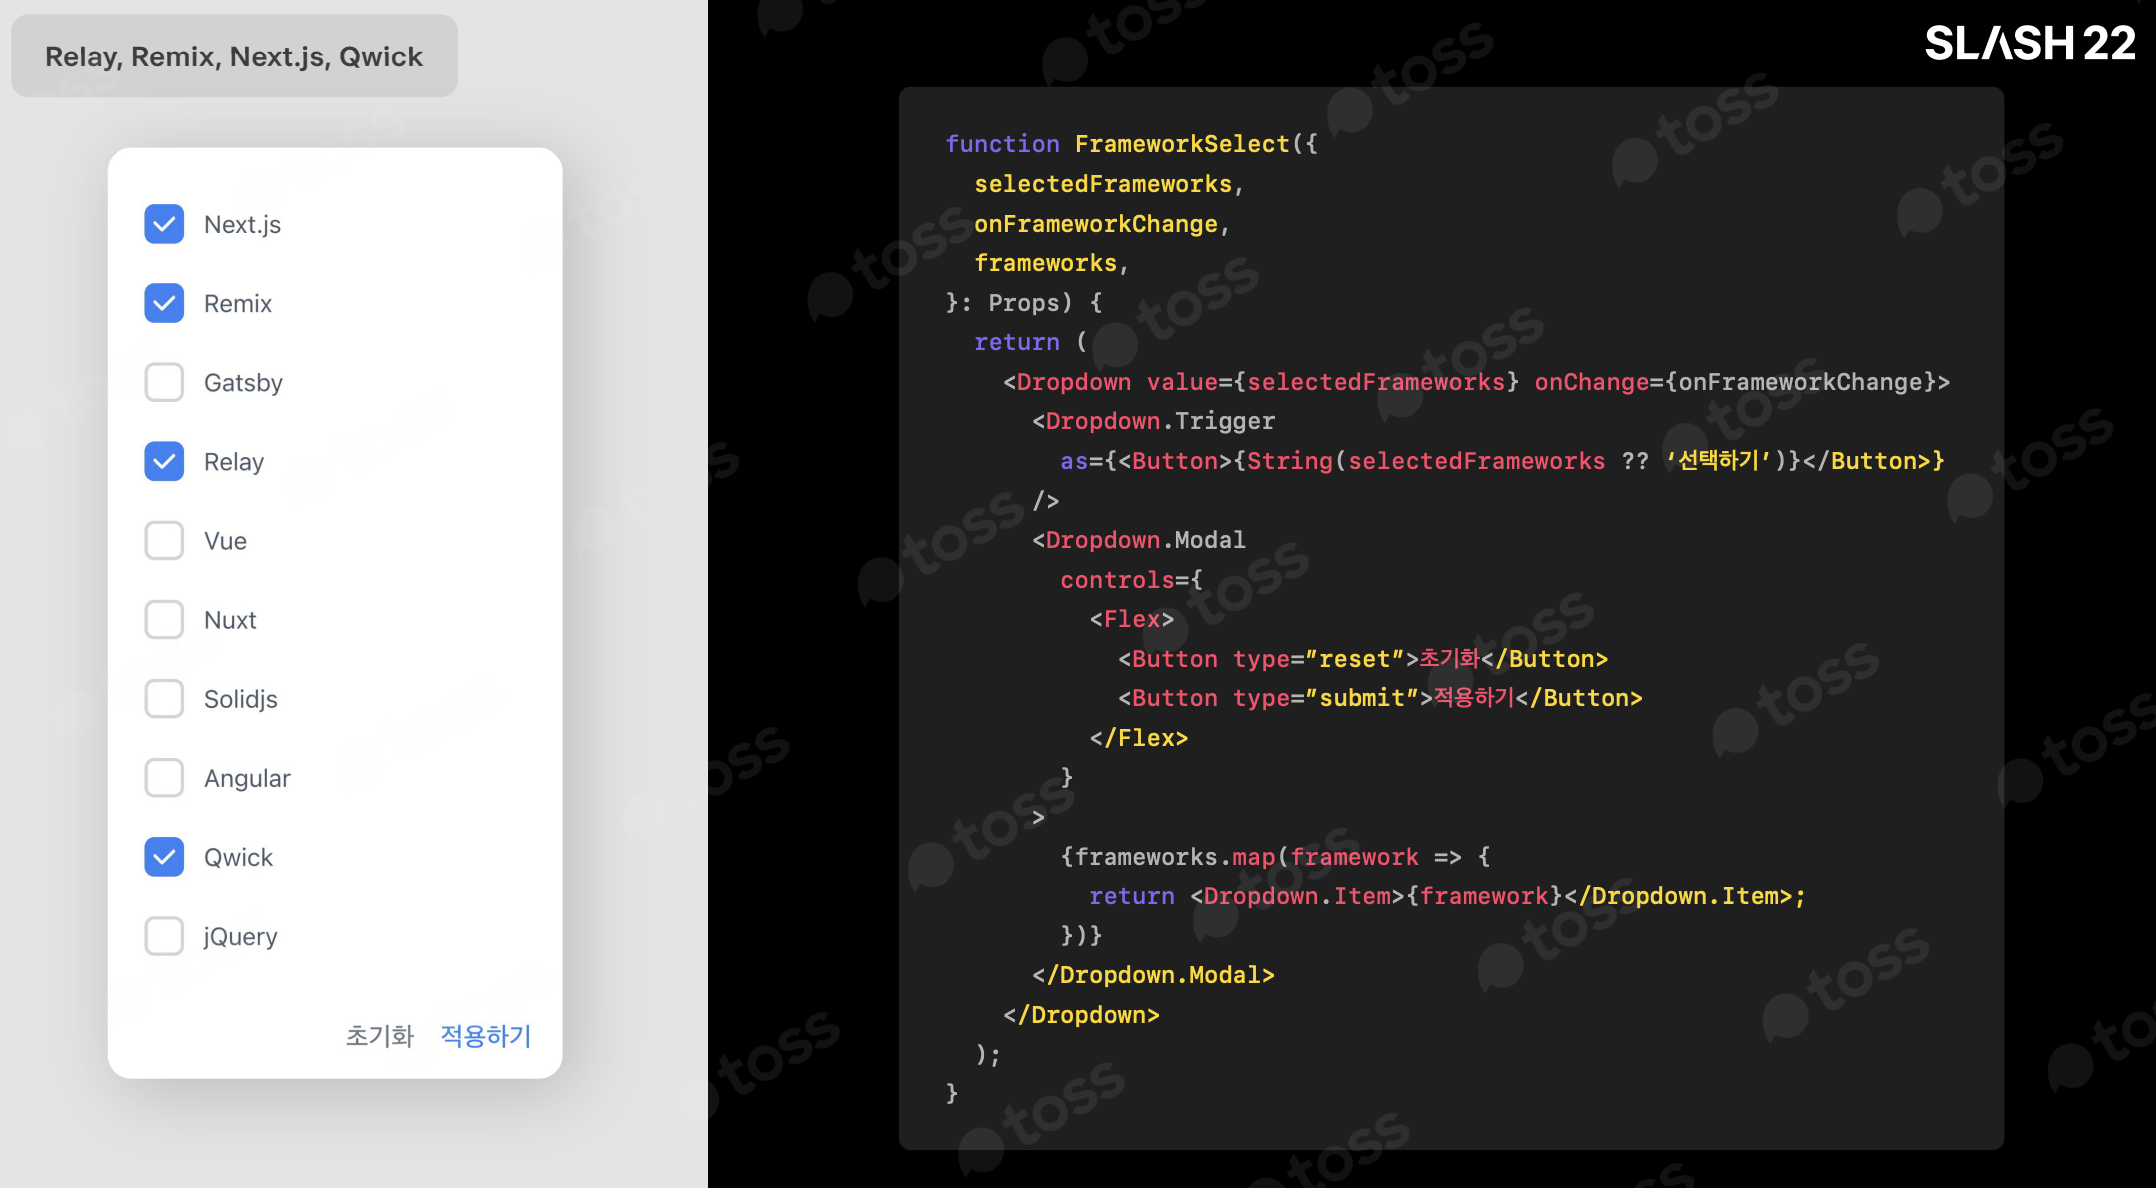 Relay, Remix, Next.js, Qwick
Next.js
Remix
Gatsby
Relay
Vue
Nuxt
Solidjs
Angular
Qwick
jQuery
초기화 적용하기
SLASH 22
function FrameworkSelect({
  selectedFrameworks,
  onFrameworkChange,
  frameworks,
}: Props) {
  return (
    <Dropdown value={selectedFrameworks} onChange={onFrameworkChange}>
      <Dropdown.Trigger
        as={<Button>{String(selectedFrameworks ?? ‘선택하기’)}</Button>}
      />
      <Dropdown.Modal
        controls={
          <Flex>
            <Button type=”reset”>초기화</Button>
            <Button type=”submit”>적용하기</Button>
          </Flex>
        }
      >
        {frameworks.map(framework => {
          return <Dropdown.Item>{framework}</Dropdown.Item>;
        })}
      </Dropdown.Modal>
    </Dropdown>
  );
}
toss